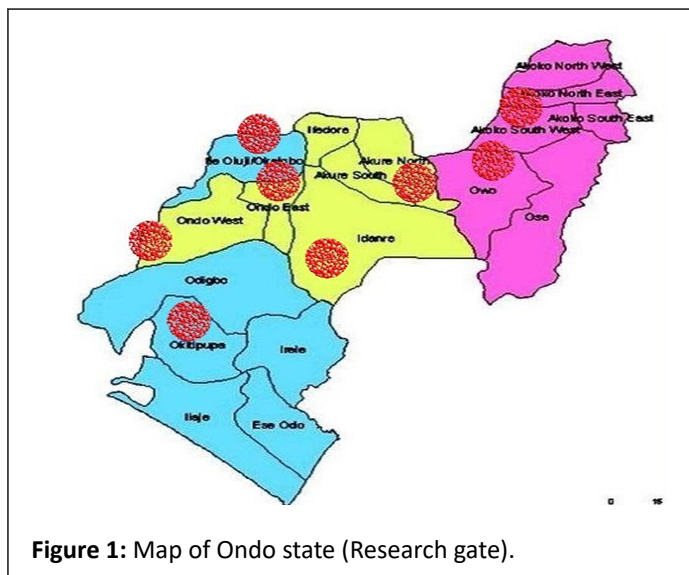 Akoko North West
Akoko North East
Akoko South East
Akoko South West
Ifedore
Ile Oluji/Okeigbo
Akure North
Akure South
Owo
Ondo East
Ose
Ondo West
Idanre
Odigbo
Okitipupa
Irele
Ilaje
Ese Odo
0 15
Figure 1: Map of Ondo state (Research gate).